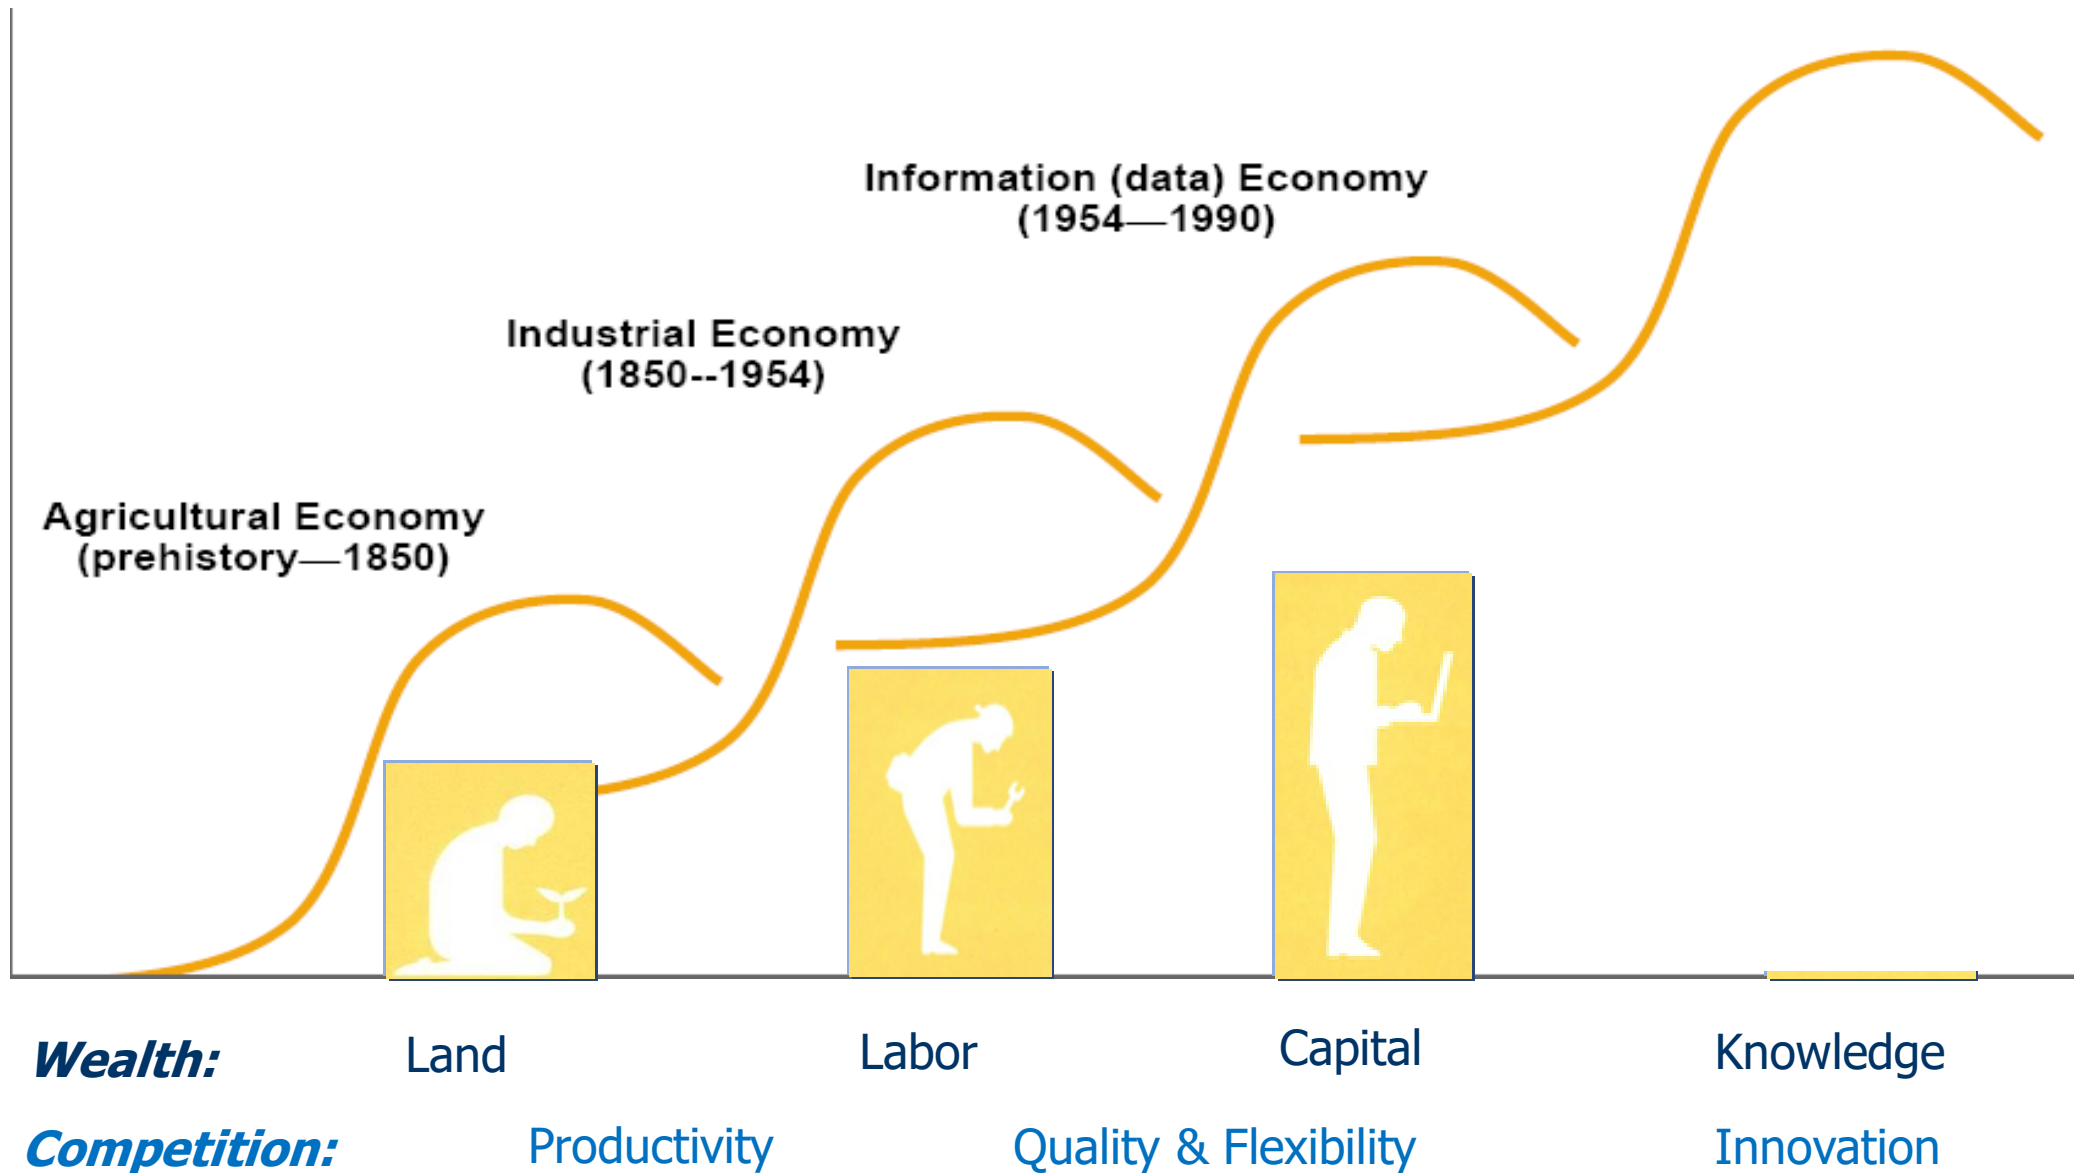 Information (data) Economy
(1954—1990)
Industrial Economy
(1850--1954)
Agricultural Economy
(prehistory—1850)
Wealth: Land Labor Capital Knowledge
Competition: Productivity Quality & Flexibility Innovation